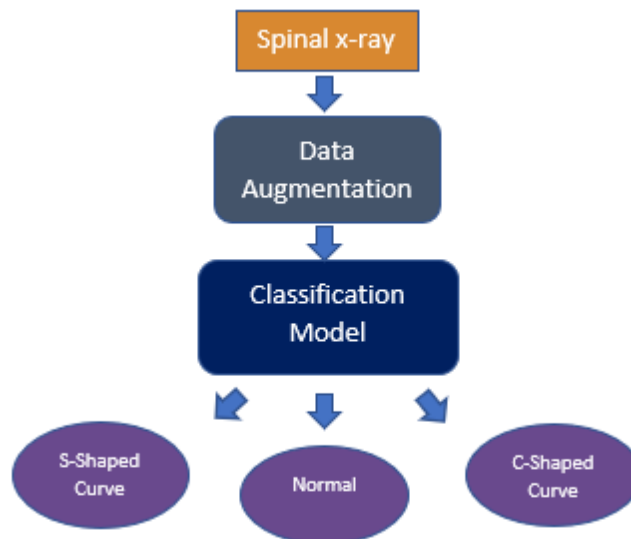 Spinal x-ray
Data
Augmentation
Classification
Model
S-Shaped
Curve
Normal
C-Shaped
Curve